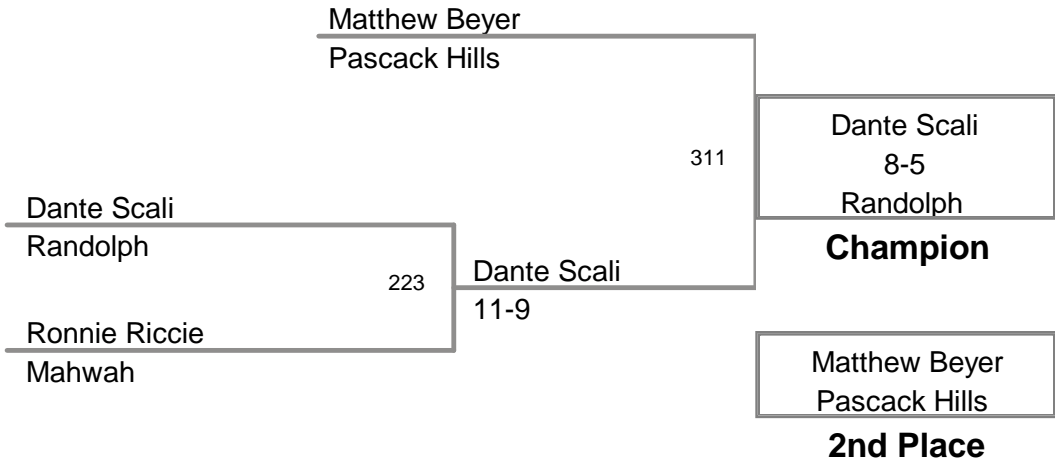 Matthew Beyer
Pascack Hills
311
Dante Scali
8-5
Randolph
Champion
Dante Scali
Randolph
223
Dante Scali
11-9
Ronnie Riccie
Mahwah
Matthew Beyer
Pascack Hills
2nd Place